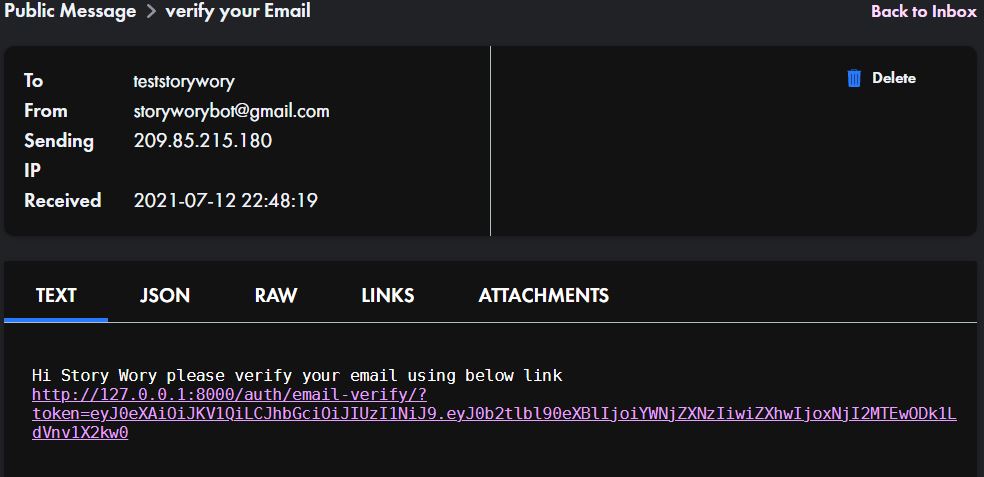 Public Message > verify your Email
Back to Inbox
To teststorywory
Delete
From storyworybot@gmail.com
Sending IP 209.85.215.180
Received 2021-07-12 22:48:19
TEXT JSON RAW LINKS ATTACHMENTS
Hi Story Wory please verify your email using below link
http://127.0.0.1:8000/auth/email-verify/?
token=eyJ0eXAiOiJKV1QiLCJhbGciOiJIUzI1NiJ9.eyJ0b2tlbl90eXBlIjoiYWNjZXNzIiwiZXhwIjoxNjI2MTEwODk1L
dVnv1X2kw0